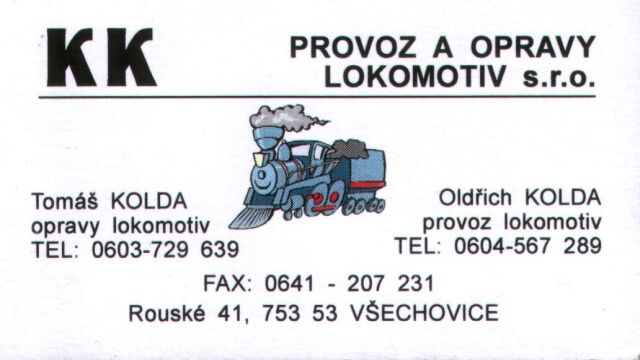 KK
PROVOZ A OPRAVY
LOKOMOTIV s.r.o.
Tomáš KOLDA
opravy lokomotiv
TEL: 0603-729 639
Oldřich KOLDA
provoz lokomotiv
TEL: 0604-567 289
FAX: 0641 - 207 231
Rouské 41, 753 53 VŠECHOVICE